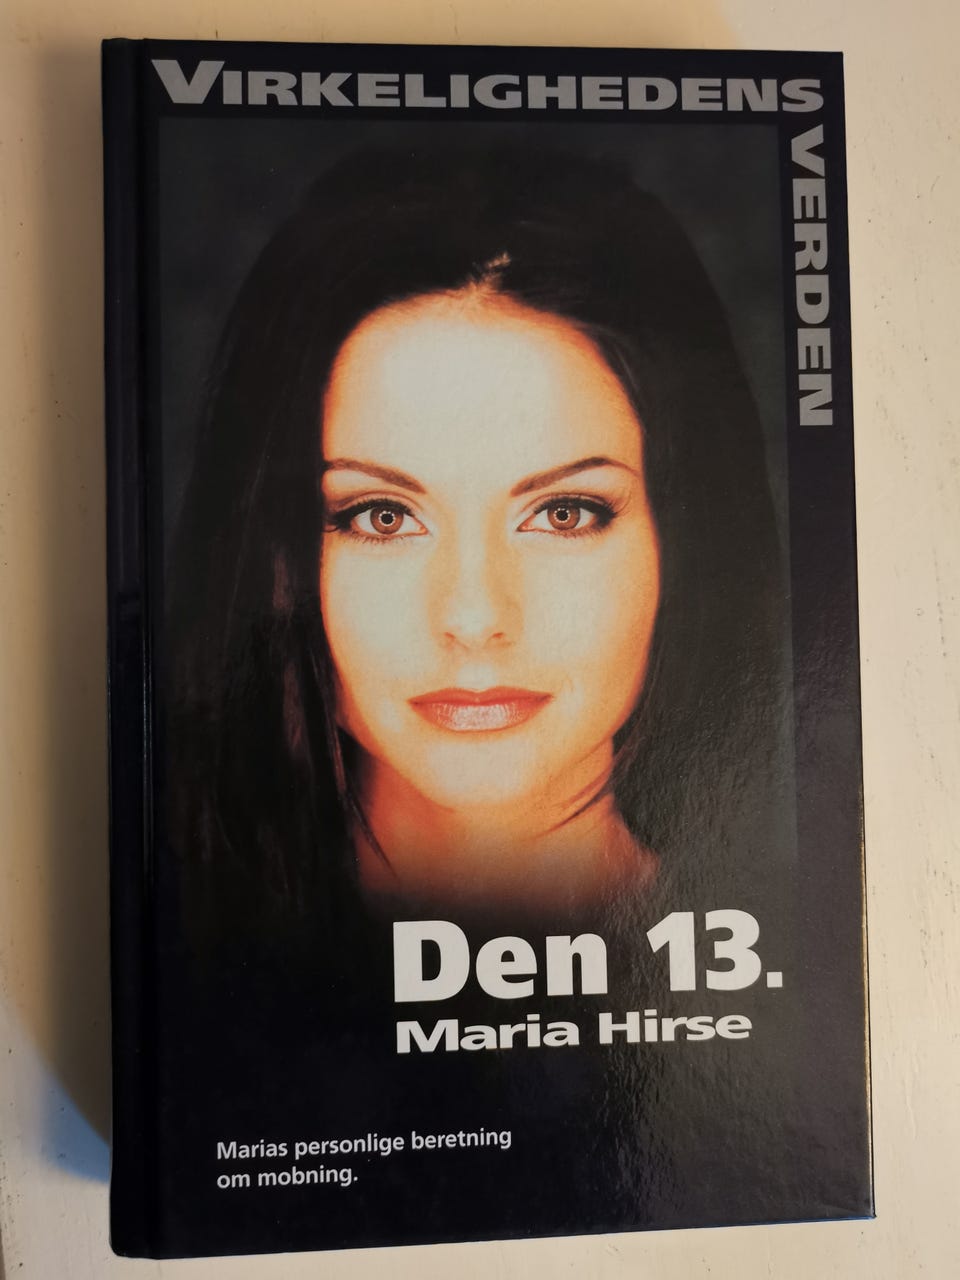 VIRKELIGHEDENS
VERDEN
Den 13.
Maria Hirse
Marias personlige beretning
om mobning.